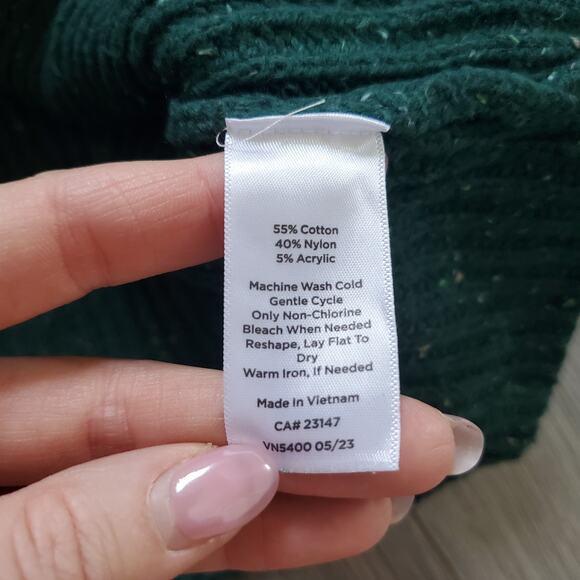 55% Cotton
40% Nylon
5% Acrylic
Machine Wash Cold
Gentle Cycle
Only Non-Chlorine
Bleach When Needed
Reshape, Lay Flat To
Dry
Warm Iron, If Needed
Made In Vietnam
CA# 23147
VN5400 05/23